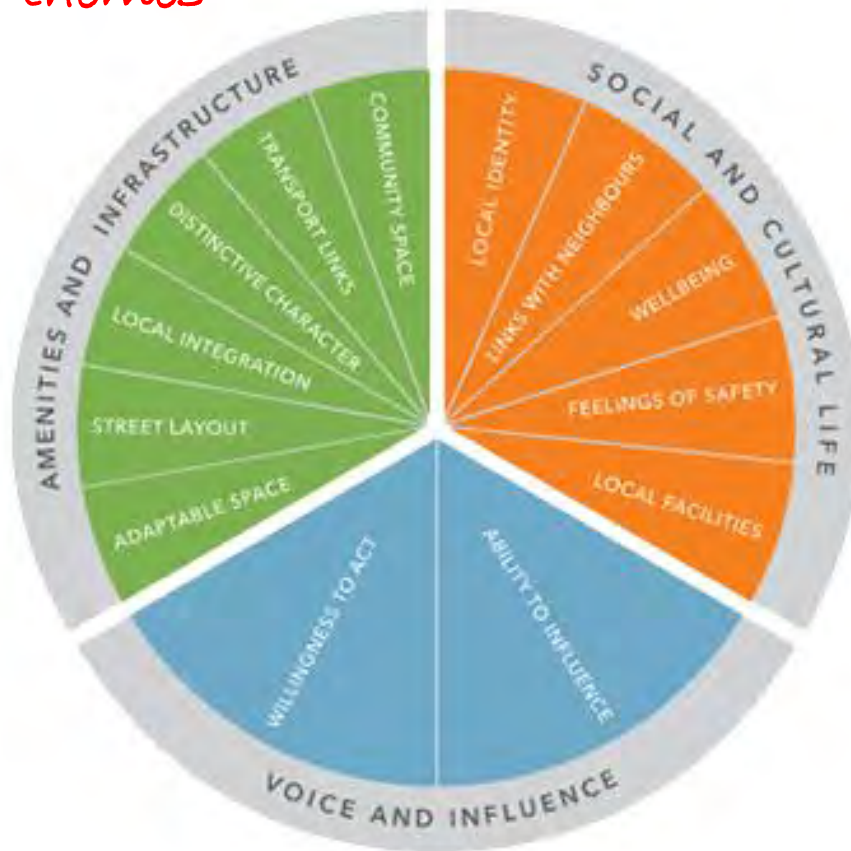 themes
AMENITIES AND INFRASTRUCTURE
COMMUNITY SPACE
TRANSPORT LINKS
DISTINCTIVE CHARACTER
LOCAL INTEGRATION
STREET LAYOUT
ADAPTABLE SPACE
SOCIAL AND CULTURAL LIFE
LOCAL IDENTITY
LINKS WITH NEIGHBOURS
WELLBEING
FEELINGS OF SAFETY
LOCAL FACILITIES
VOICE AND INFLUENCE
WILLINGNESS TO ACT
ABILITY TO INFLUENCE